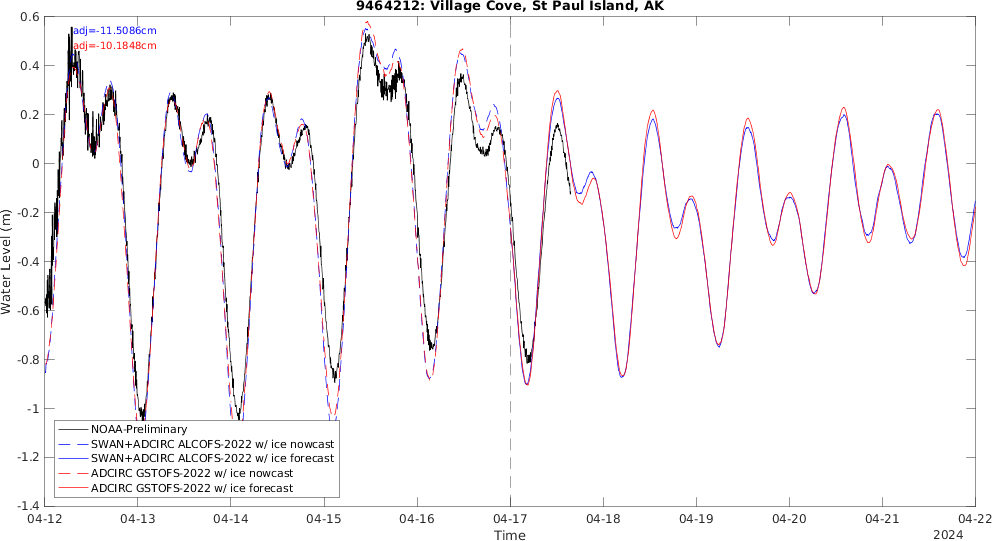 9464212: Village Cove, St Paul Island, AK
adj=-11.5086cm
adj=-10.1848cm
0.6
0.4
0.2
0
-0.2
-0.4
-0.6
-0.8
-1
-1.2
-1.4
Water Level (m)
NOAA-Preliminary
SWAN+ADCIRC ALCOFS-2022 w/ ice nowcast
SWAN+ADCIRC ALCOFS-2022 w/ ice forecast
ADCIRC GSTOFS-2022 w/ ice nowcast
ADCIRC GSTOFS-2022 w/ ice forecast
04-12 04-13 04-14 04-15 04-16 04-17 04-18 04-19 04-20 04-21 04-22
Time
2024